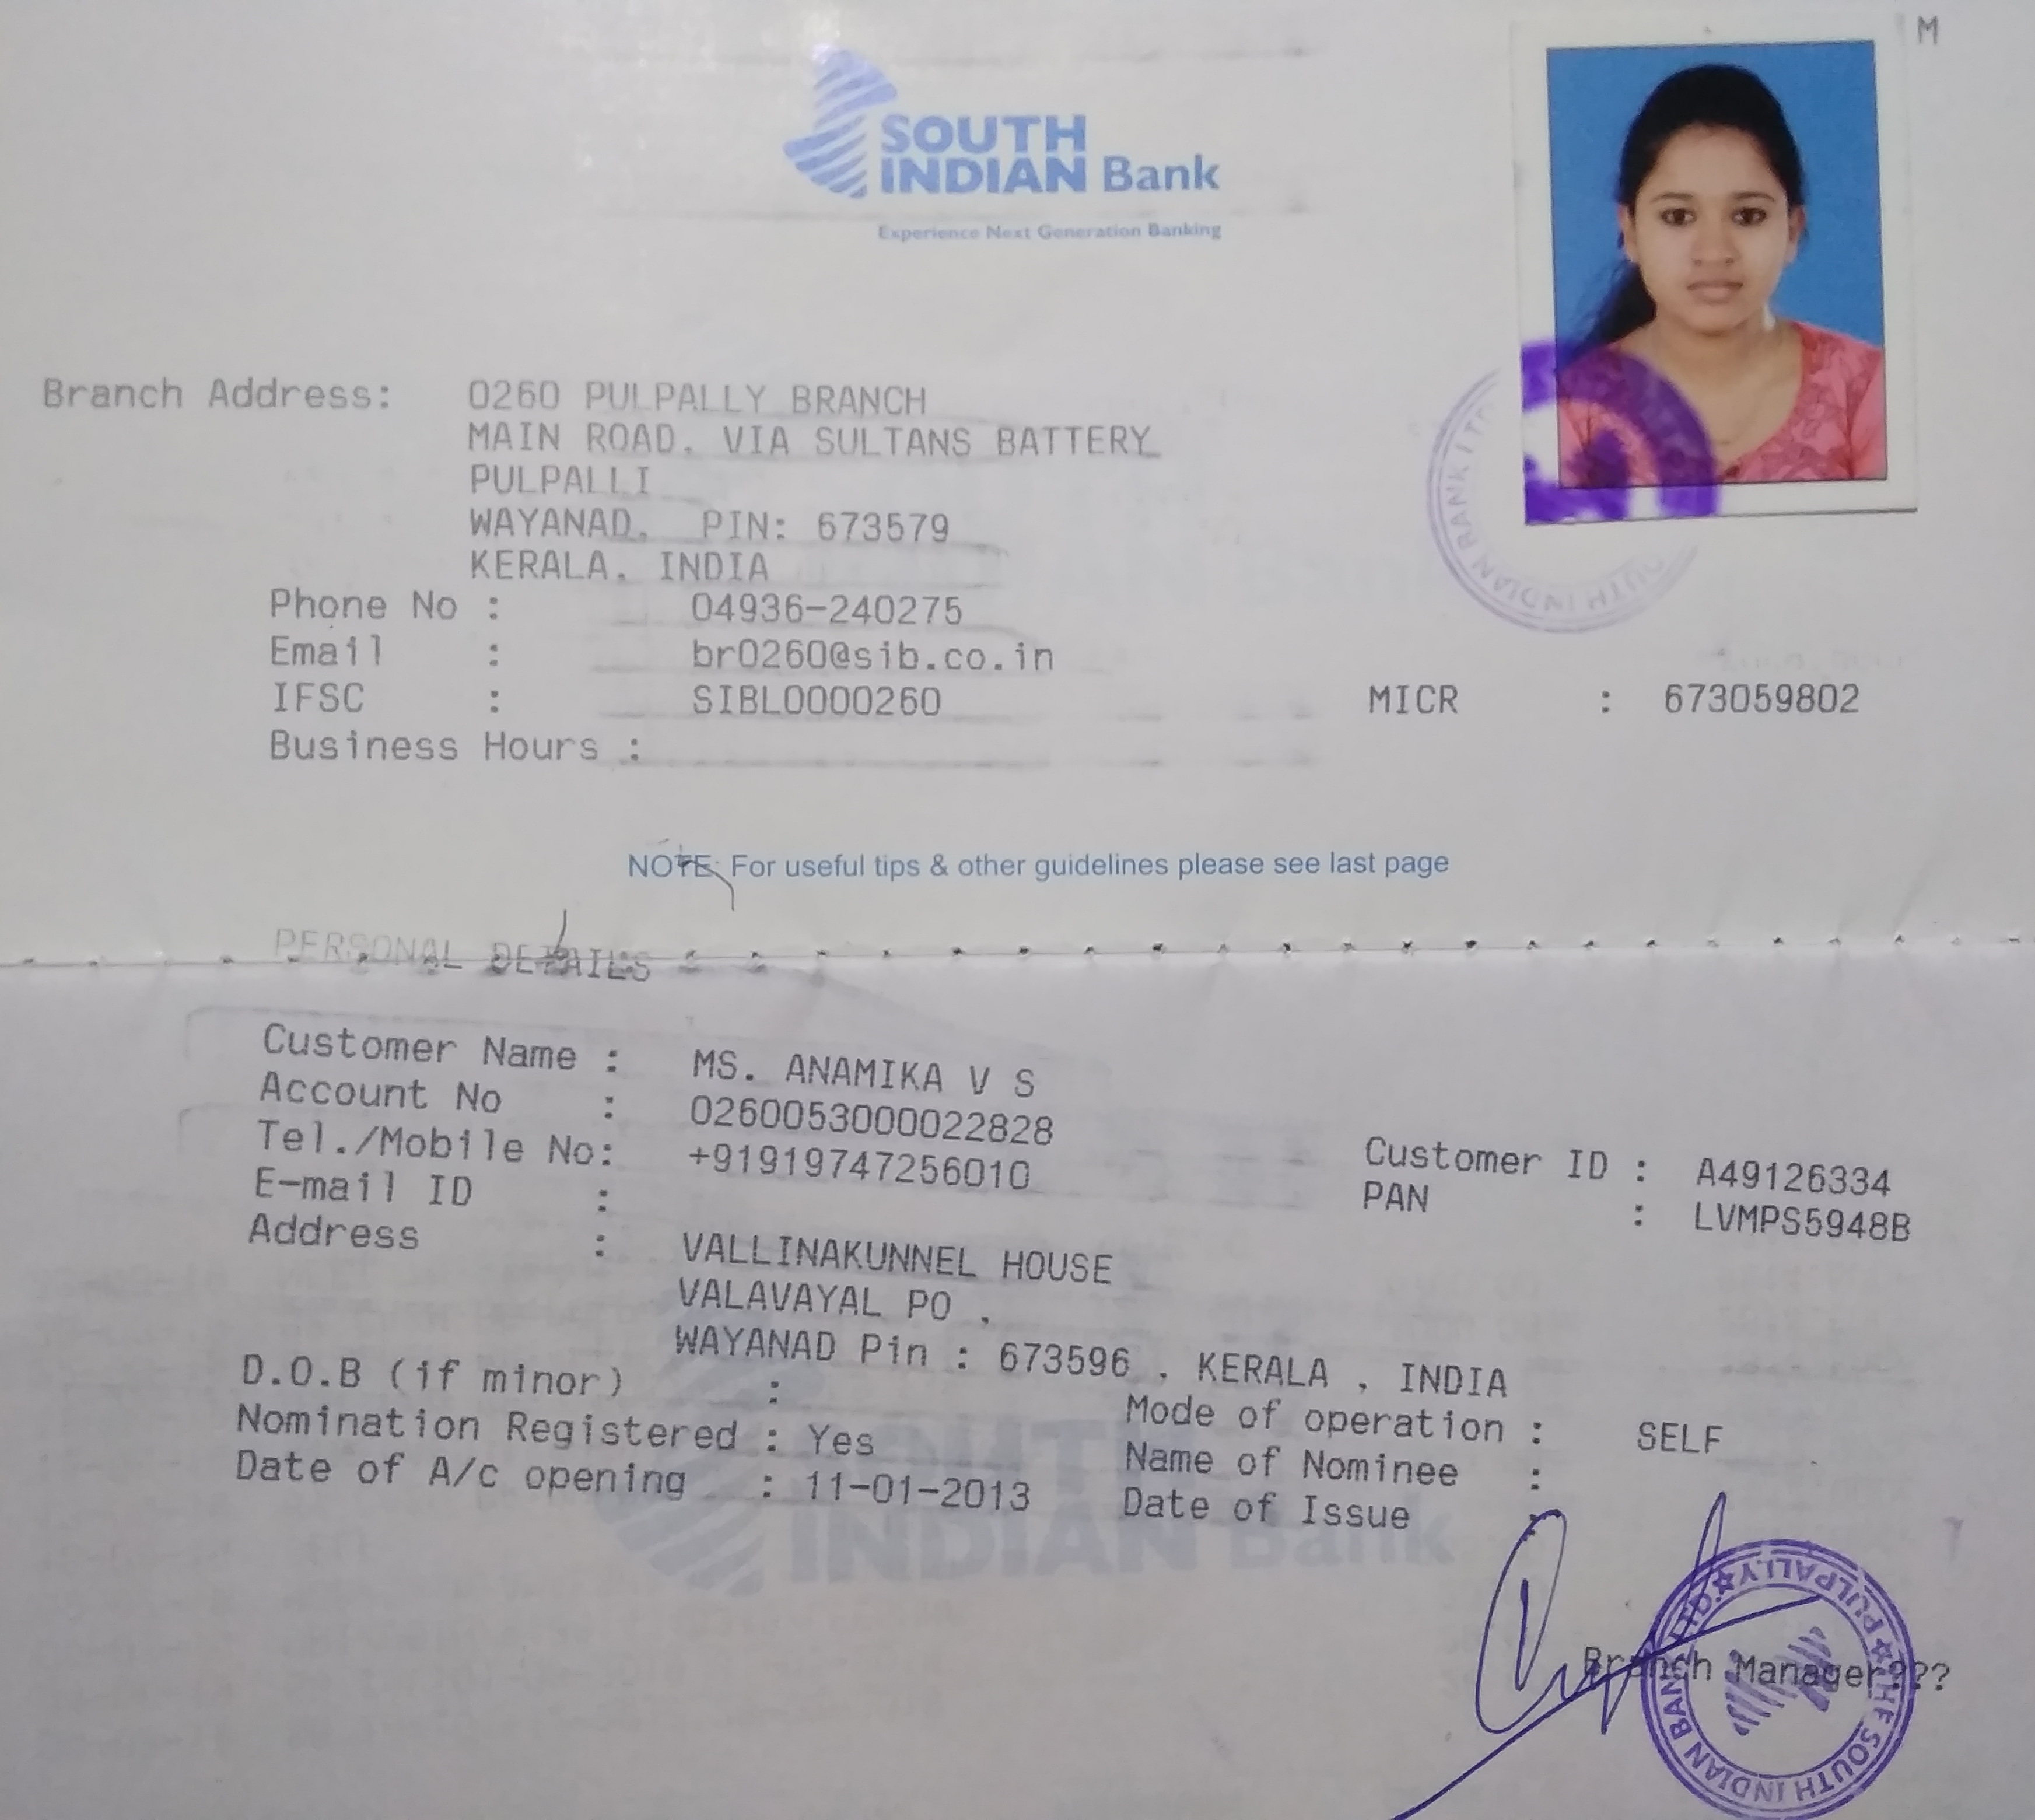 M
SOUTH
INDIAN Bank
Experience Next Generation Banking
Branch Address: 0260 PULPALLY BRANCH
MAIN ROAD, VIA SULTANS BATTERY
PULPALLI
WAYANAD, PIN: 673579
KERALA, INDIA
Phone No : 04936-240275
Email : br0260@sib.co.in
IFSC : SIBL0000260 MICR : 673059802
Business Hours :
NOTE: For useful tips & other guidelines please see last page
PERSONAL DETAILS
Customer Name : MS. ANAMIKA V S
Account No : 0260053000022828
Tel./Mobile No: +91919747256010 Customer ID : A49126334
E-mail ID : PAN : LVMPS5948B
Address : VALLINAKUNNEL HOUSE
VALAVAYAL PO ,
WAYANAD Pin : 673596 , KERALA , INDIA
D.O.B (if minor) : Mode of operation : SELF
Nomination Registered : Yes Name of Nominee :
Date of A/c opening : 11-01-2013 Date of Issue :
Branch Manager???
THE SOUTH INDIAN BANK LTD. ☆ PULPALLY ☆
SOUTH
INDIAN Bank